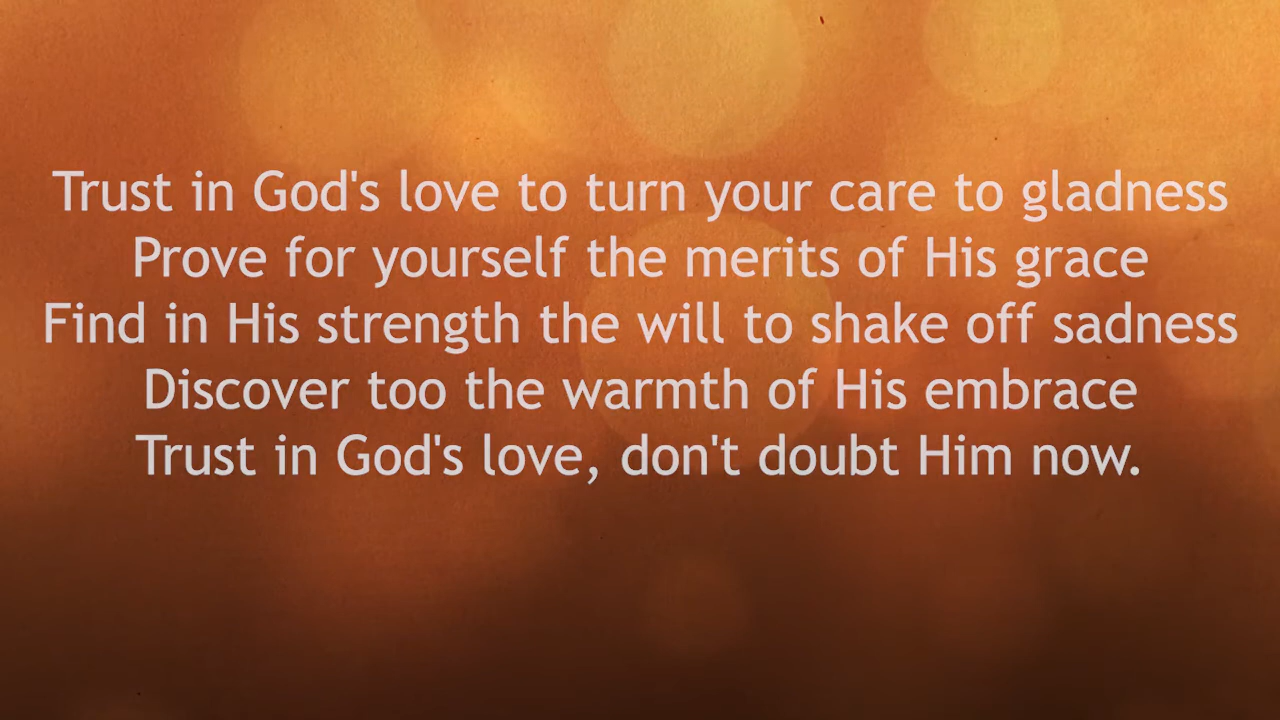 Trust in God's love to turn your care to gladness
Prove for yourself the merits of His grace
Find in His strength the will to shake off sadness
Discover too the warmth of His embrace
Trust in God's love, don't doubt Him now.